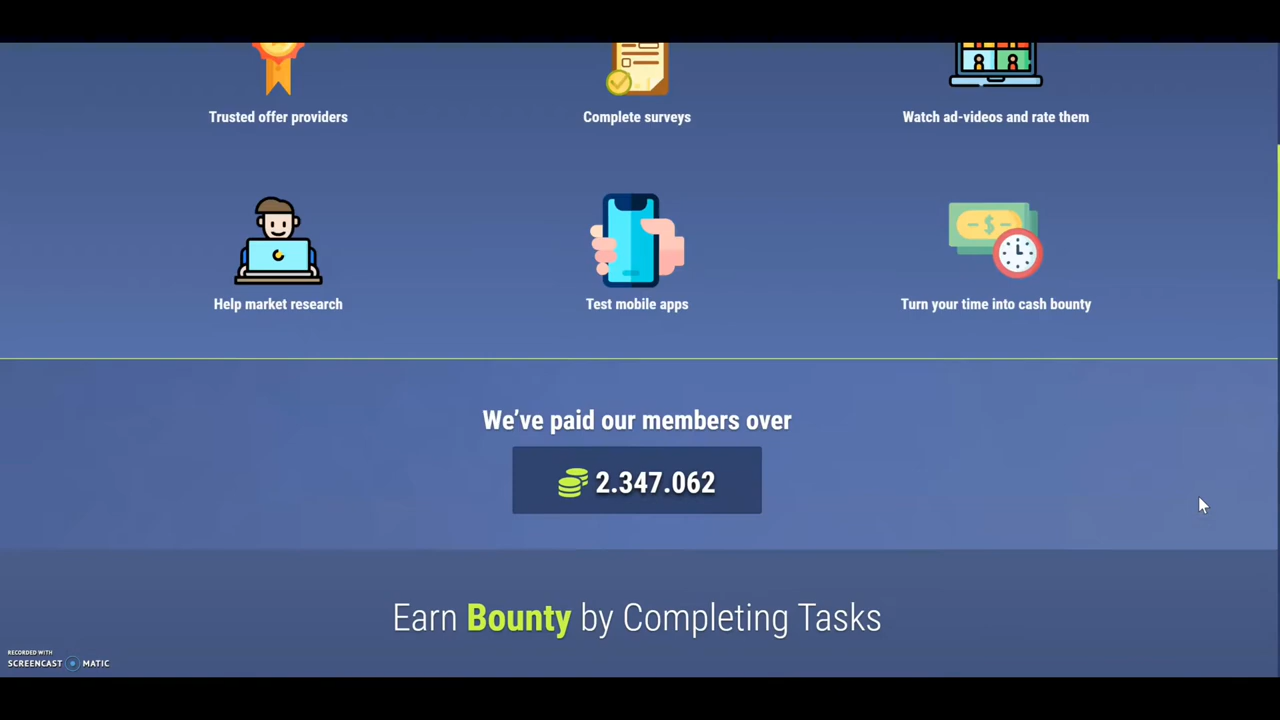 Trusted offer providers
Complete surveys
Watch ad-videos and rate them
Help market research
Test mobile apps
Turn your time into cash bounty
We’ve paid our members over
2.347.062
Earn Bounty by Completing Tasks
RECORDED WITH
SCREENCAST MATIC